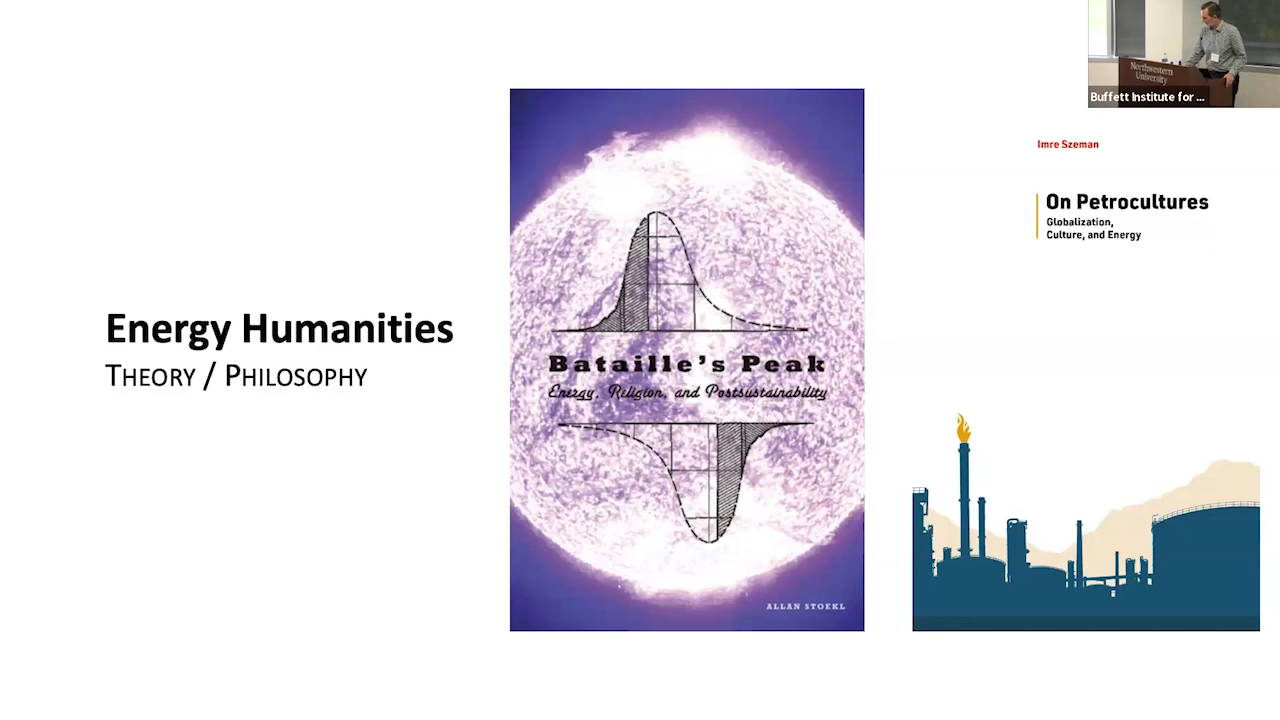 Energy Humanities
THEORY / PHILOSOPHY
Bataille's Peak
Energy, Religion, and Postsustainability
ALLAN STOEKL
Northwestern
University
Buffett Institute for ...
Imre Szeman
On Petrocultures
Globalization,
Culture, and Energy